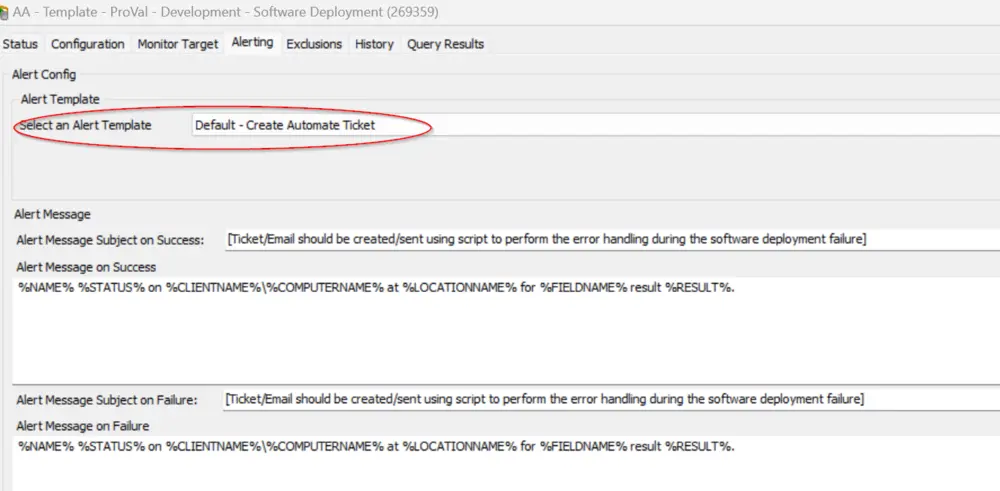 AA - Template - ProVal - Development - Software Deployment (269359)
Status Configuration Monitor Target Alerting Exclusions History Query Results
Alert Config
Alert Template
Select an Alert Template Default - Create Automate Ticket
Alert Message
Alert Message Subject on Success: [Ticket/Email should be created/sent using script to perform the error handling during the software deployment failure]
Alert Message on Success
%NAME% %STATUS% on %CLIENTNAME%\%COMPUTERNAME% at %LOCATIONNAME% for %FIELDNAME% result %RESULT%.
Alert Message Subject on Failure: [Ticket/Email should be created/sent using script to perform the error handling during the software deployment failure]
Alert Message on Failure
%NAME% %STATUS% on %CLIENTNAME%\%COMPUTERNAME% at %LOCATIONNAME% for %FIELDNAME% result %RESULT%.